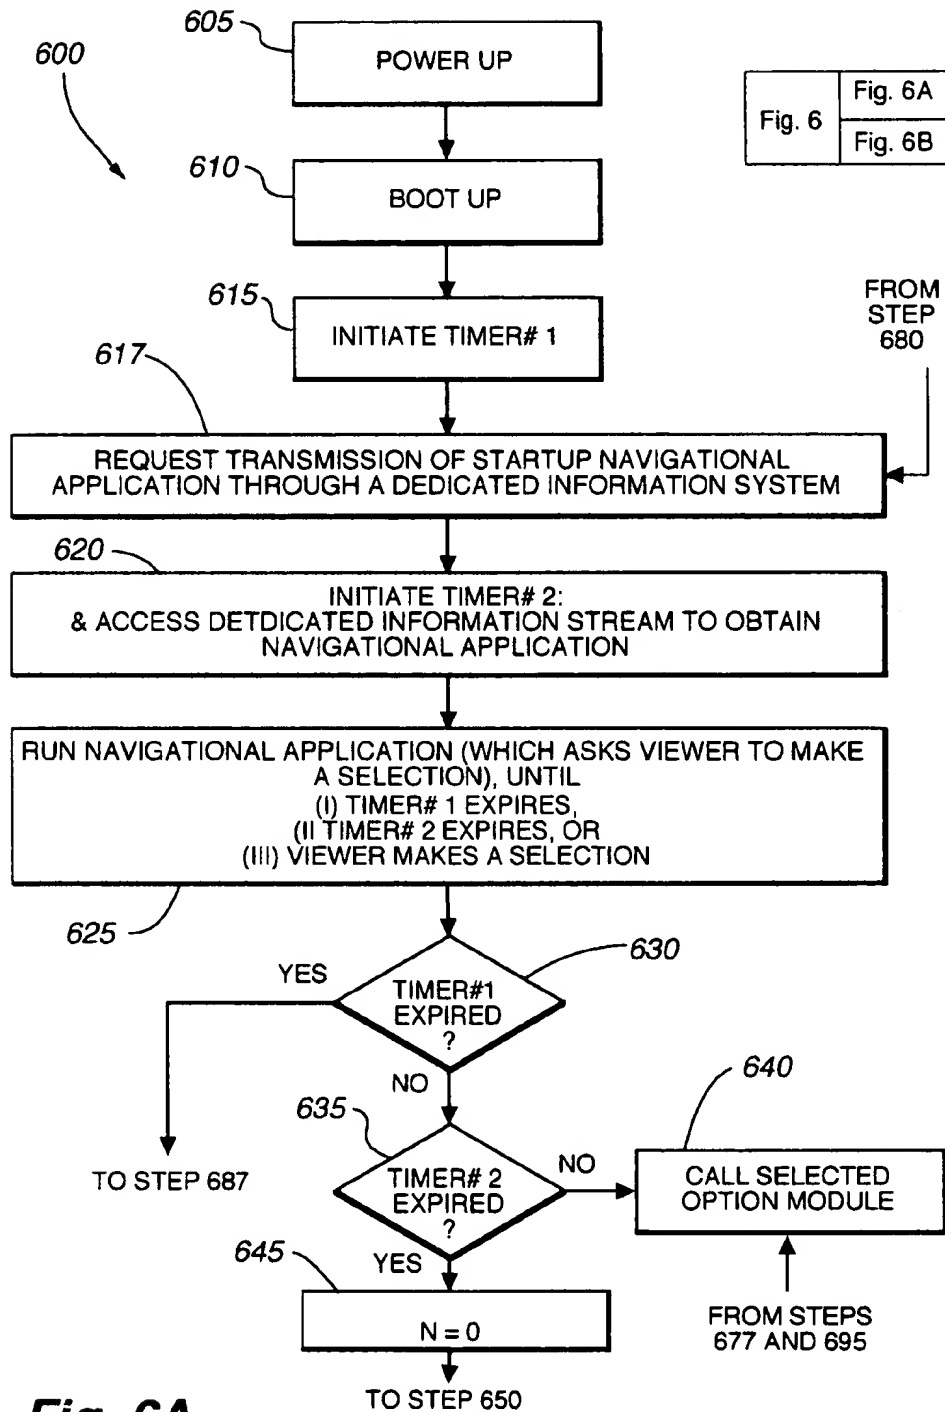 605
POWER UP
600
Fig. 6
Fig. 6A
Fig. 6B
610
BOOT UP
615
INITIATE TIMER# 1
FROM
STEP
680
617
REQUEST TRANSMISSION OF STARTUP NAVIGATIONAL
APPLICATION THROUGH A DEDICATED INFORMATION SYSTEM
620
INITIATE TIMER# 2:
& ACCESS DETDICATED INFORMATION STREAM TO OBTAIN
NAVIGATIONAL APPLICATION
RUN NAVIGATIONAL APPLICATION (WHICH ASKS VIEWER TO MAKE
A SELECTION), UNTIL
(I) TIMER# 1 EXPIRES,
(II TIMER# 2 EXPIRES, OR
(III) VIEWER MAKES A SELECTION
625
630
YES
TIMER#1
EXPIRED
?
NO
TO STEP 687
635
TIMER# 2
EXPIRED
?
NO
640
CALL SELECTED
OPTION MODULE
YES
645
N = 0
FROM STEPS
677 AND 695
TO STEP 650
Fig. 6A